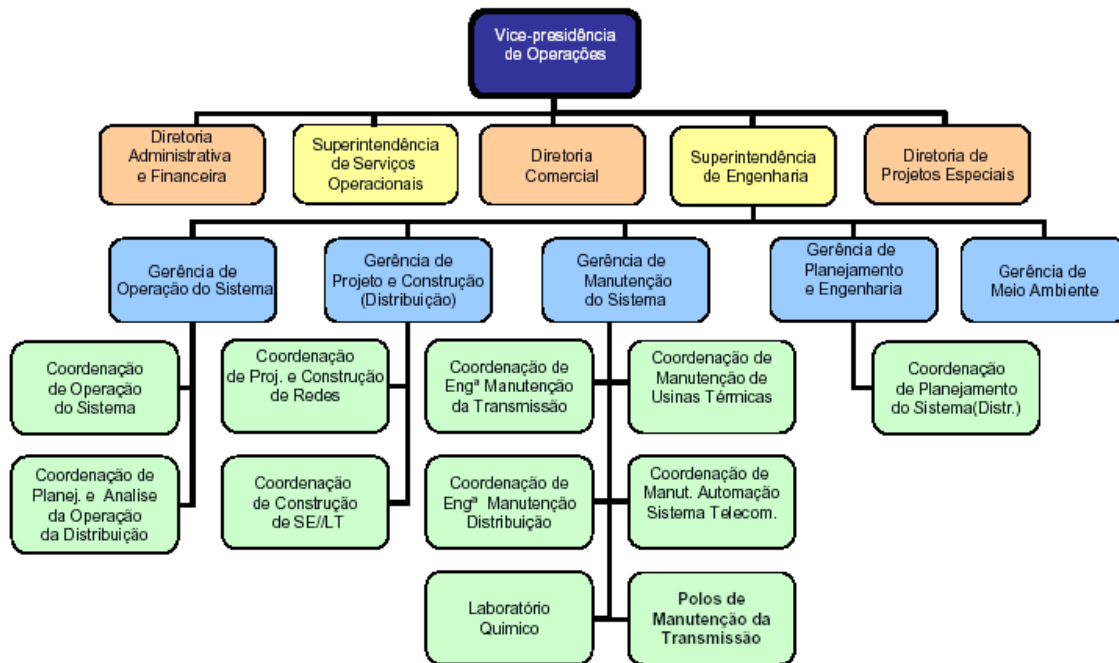 Vice-presidência
de Operações
Diretoria
Administrativa
e Financeira
Superintendência
de Serviços
Operacionais
Diretoria
Comercial
Superintendência
de Engenharia
Diretoria de
Projetos Especiais
Gerência de
Operação do Sistema
Gerência de
Projeto e Construção
(Distribuição)
Gerência de
Manutenção
do Sistema
Gerência de
Planejamento
e Engenharia
Gerência de
Meio Ambiente
Coordenação
de Operação
do Sistema
Coordenação
de Proj. e Construção
de Redes
Coordenação de
Engª Manutenção
da Transmissão
Coordenação de
Manutenção de
Usinas Térmicas
Coordenação
de Planejamento
do Sistema(Distr.)
Coordenação de
Planej. e Analise
da Operação
da Distribuição
Coordenação
de Construção
de SE//LT
Coordenação de
Engª Manutenção
Distribuição
Coordenação de
Manut. Automação
Sistema Telecom.
Laboratório
Quimico
Polos de
Manutenção da
Transmissão